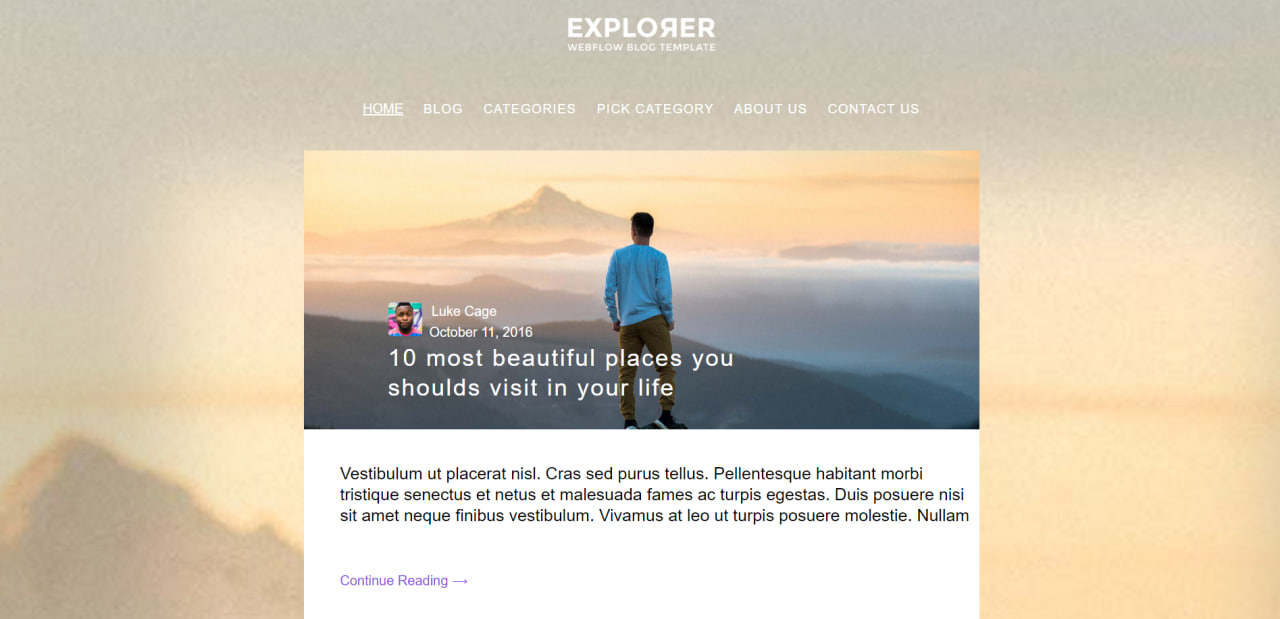 EXPLOЯER
WEBFLOW BLOG TEMPLATE
HOME BLOG CATEGORIES PICK CATEGORY ABOUT US CONTACT US
Luke Cage
October 11, 2016
10 most beautiful places you
shoulds visit in your life
Vestibulum ut placerat nisl. Cras sed purus tellus. Pellentesque habitant morbi
tristique senectus et netus et malesuada fames ac turpis egestas. Duis posuere nisi
sit amet neque finibus vestibulum. Vivamus at leo ut turpis posuere molestie. Nullam
Continue Reading ⟶